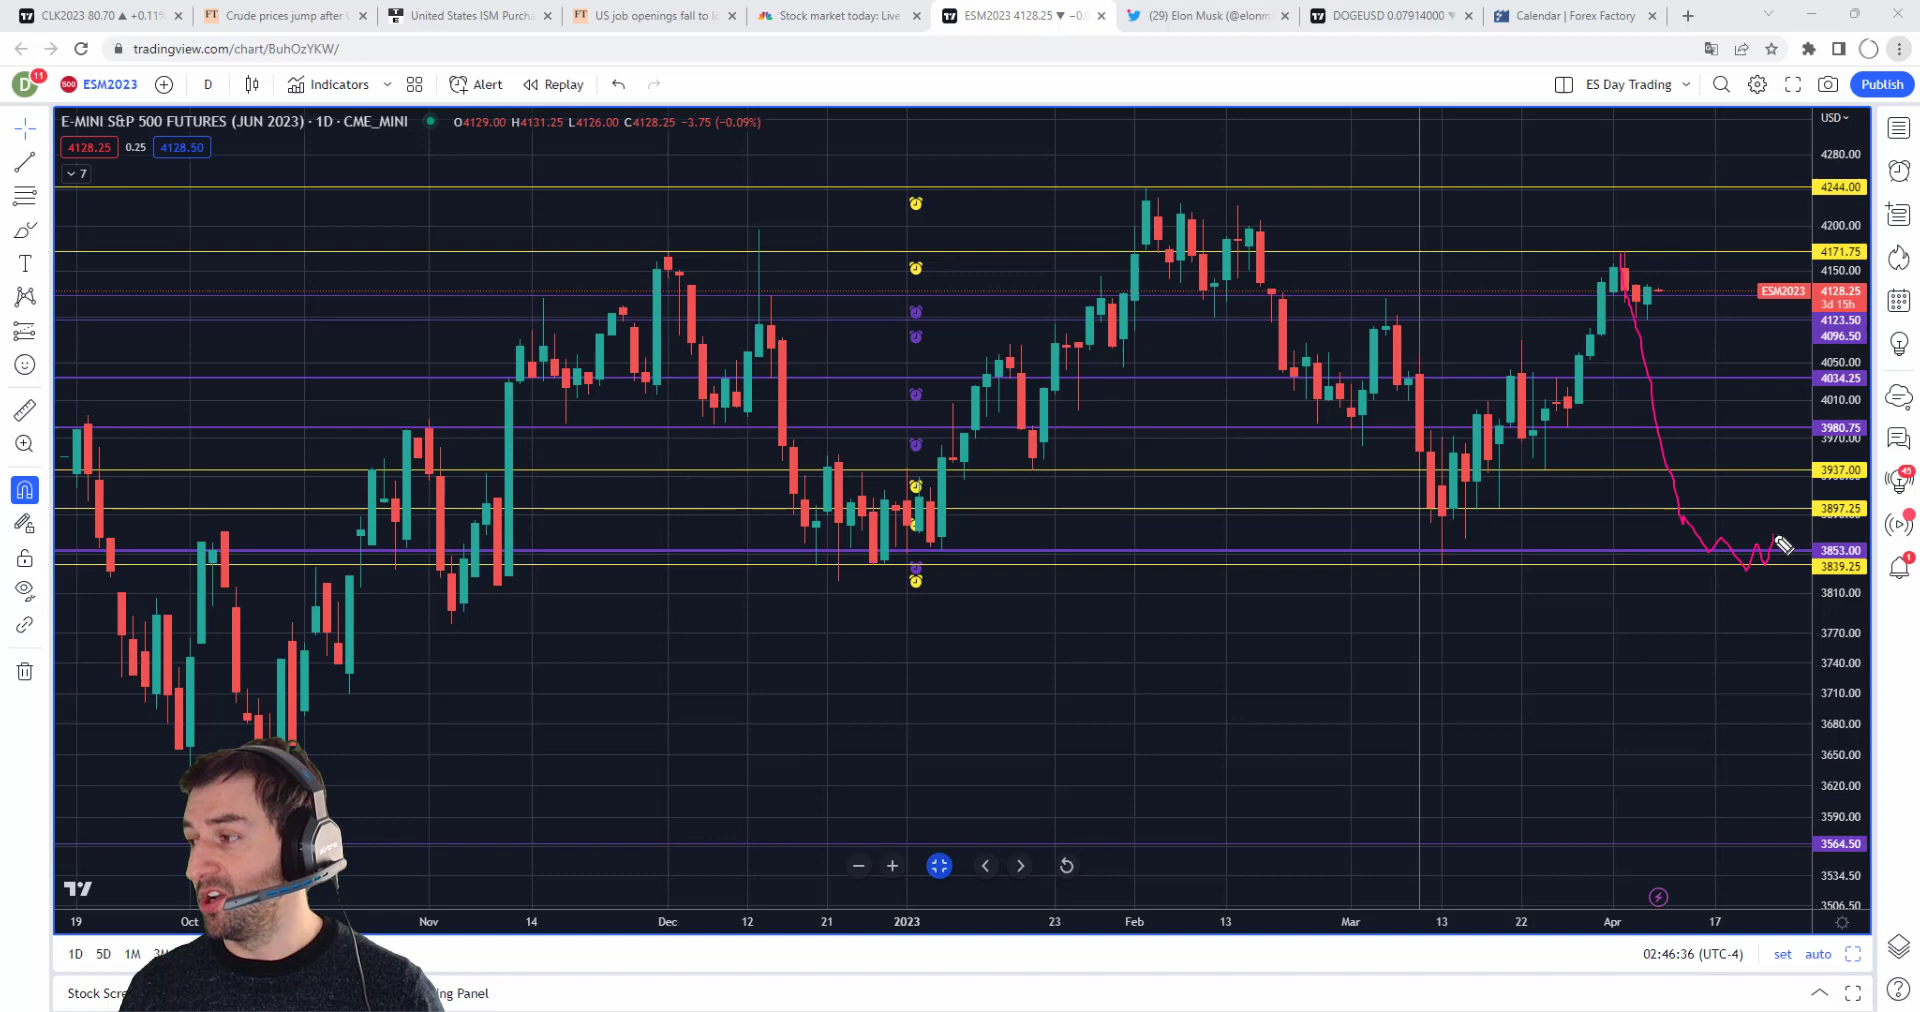 CLK2023 80.70 ▲ +0.11%
FT Crude prices jump after
United States ISM Purch
FT US job openings fall to l
Stock market today: Live
ESM2023 4128.25 ▼ −0.
(29) Elon Musk (@elonm
DOGEUSD 0.07914000 ▼
Calendar | Forex Factory
tradingview.com/chart/BuhOzYKW/
D 11 500 ESM2023 D Indicators Alert Replay ES Day Trading Publish
E-MINI S&P 500 FUTURES (JUN 2023) · 1D · CME_MINI O4129.00 H4131.25 L4126.00 C4128.25 −3.75 (−0.09%)
4128.25 0.25 4128.50
7
USD
4280.00
4244.00
4200.00
4171.75
4150.00
ESM2023 4128.25
3d 15h
4123.50
4096.50
4050.00
4034.25
4010.00
3980.75
3970.00
3937.00
3897.25
3853.00
3839.25
3810.00
3770.00
3740.00
3710.00
3680.00
3650.00
3620.00
3590.00
3564.50
3534.50
3506.50
45
1
19 Oct Nov 14 Dec 12 21 2023 23 Feb 13 Mar 13 22 Apr 17
1D 5D 1M 02:46:36 (UTC-4) set auto
Stock Scre ng Panel